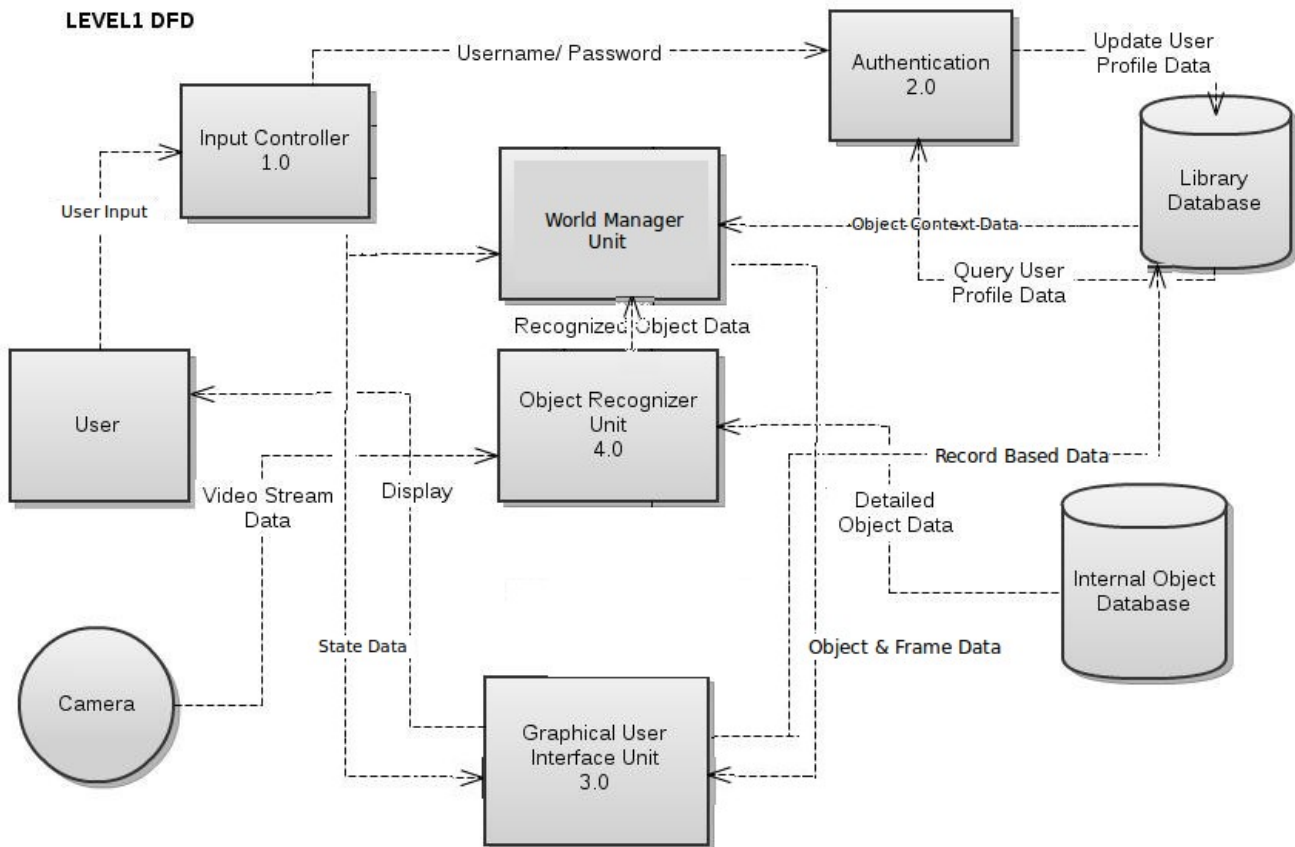 LEVEL1 DFD
Username/ Password
Authentication
2.0
Update User
Profile Data
Input Controller
1.0
User Input
World Manager
Unit
Object Context Data
Library
Database
Query User
Profile Data
Recognized Object Data
User
Object Recognizer
Unit
4.0
Record Based Data
Video Stream
Data
Display
Detailed
Object Data
Internal Object
Database
State Data
Object & Frame Data
Camera
Graphical User
Interface Unit
3.0